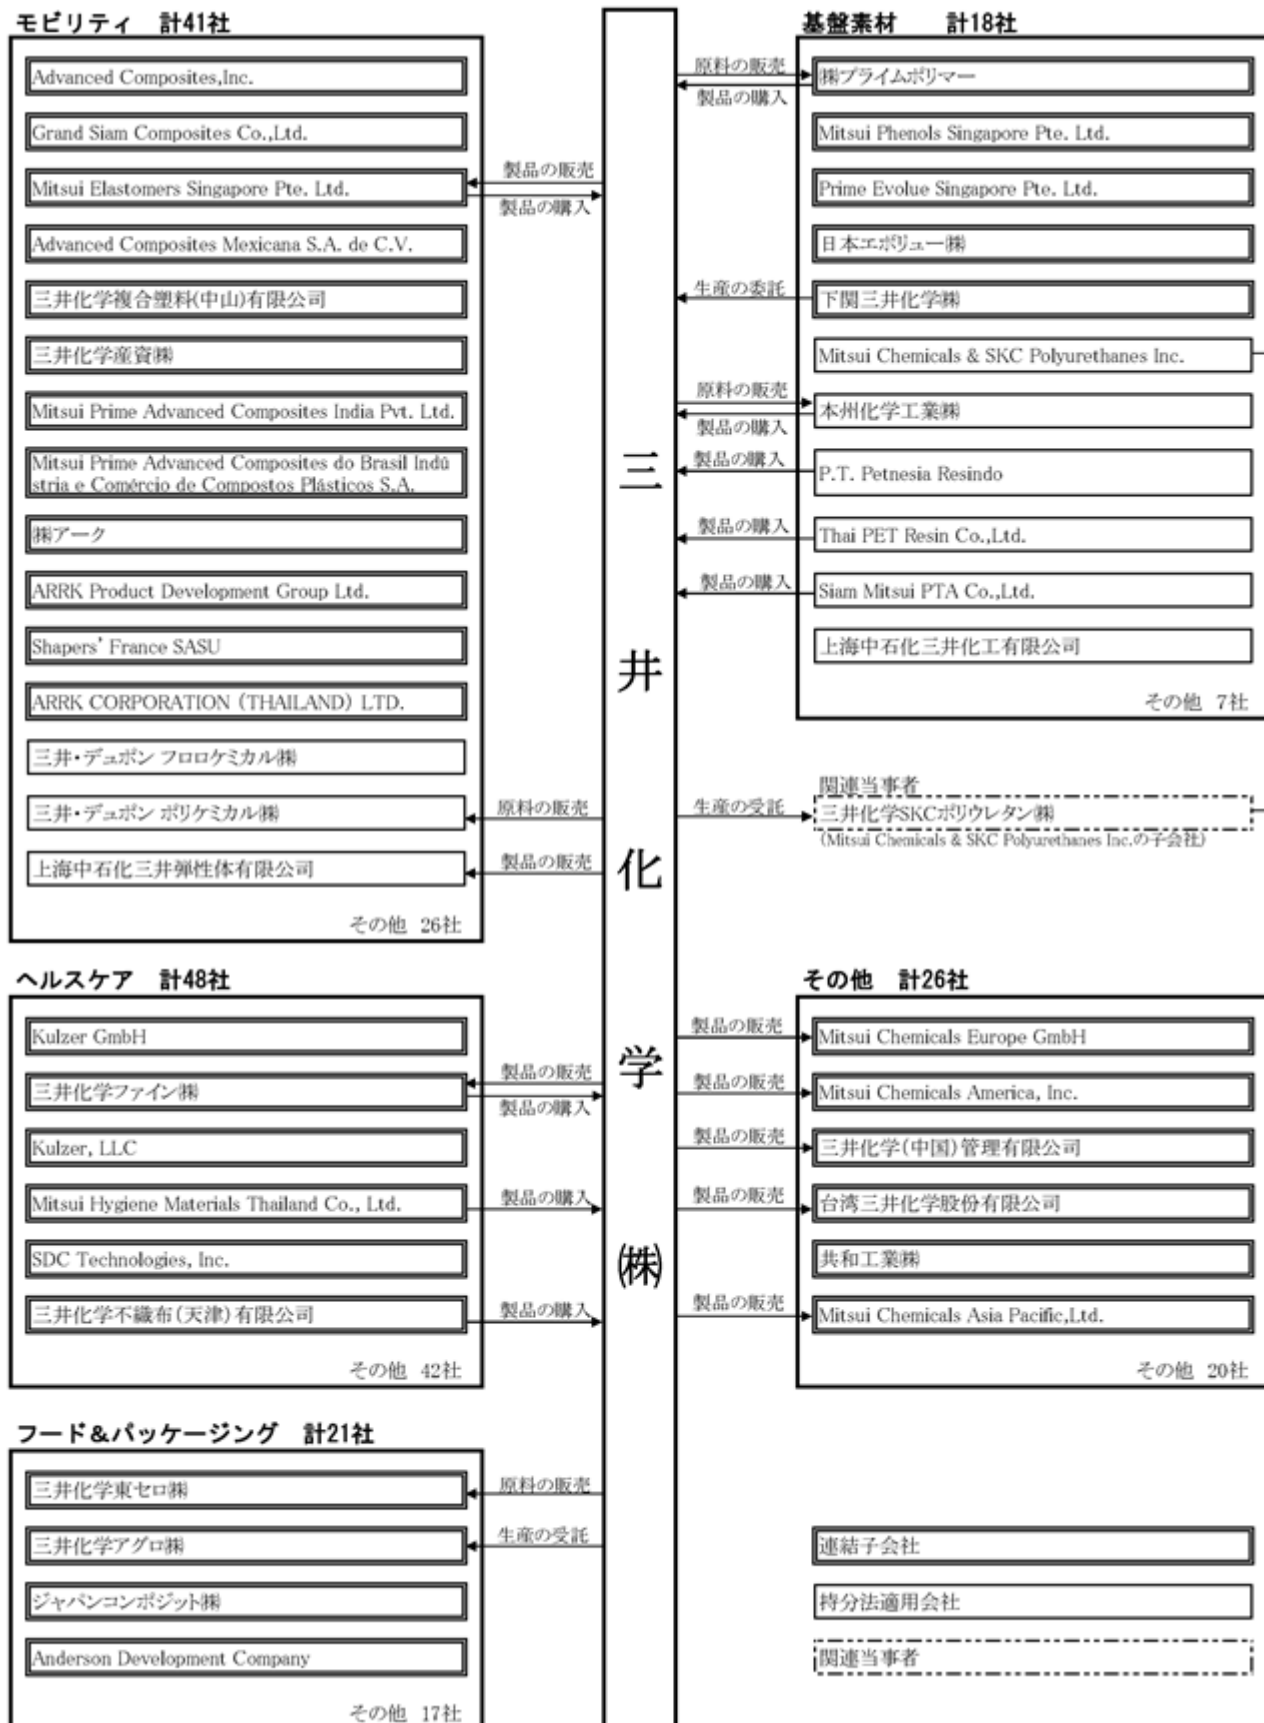 モビリティ 計41社
Advanced Composites,Inc.
Grand Siam Composites Co.,Ltd.
Mitsui Elastomers Singapore Pte. Ltd.
製品の販売
製品の購入
Advanced Composites Mexicana S.A. de C.V.
三井化学複合塑料(中山)有限公司
三井化学産資㈱
Mitsui Prime Advanced Composites India Pvt. Ltd.
Mitsui Prime Advanced Composites do Brasil Indú
stria e Comércio de Compostos Plásticos S.A.
㈱アーク
ARRK Product Development Group Ltd.
Shapers' France SASU
ARRK CORPORATION (THAILAND) LTD.
三井・デュポン フロロケミカル㈱
三井・デュポン ポリケミカル㈱
原料の販売
上海中石化三井弾性体有限公司
製品の販売
その他 26社
ヘルスケア 計48社
Kulzer GmbH
三井化学ファイン㈱
製品の販売
製品の購入
Kulzer, LLC
Mitsui Hygiene Materials Thailand Co., Ltd.
製品の購入
SDC Technologies, Inc.
三井化学不織布(天津)有限公司
製品の購入
その他 42社
フード&パッケージング 計21社
三井化学東セロ㈱
原料の販売
三井化学アグロ㈱
生産の受託
ジャパンコンポジット㈱
Anderson Development Company
その他 17社
三井化学㈱
基盤素材 計18社
原料の販売
製品の購入
㈱プライムポリマー
Mitsui Phenols Singapore Pte. Ltd.
Prime Evolue Singapore Pte. Ltd.
日本エボリュー㈱
生産の委託
下関三井化学㈱
Mitsui Chemicals & SKC Polyurethanes Inc.
原料の販売
製品の購入
本州化学工業㈱
製品の購入
P.T. Petnesia Resindo
製品の購入
Thai PET Resin Co.,Ltd.
製品の購入
Siam Mitsui PTA Co.,Ltd.
上海中石化三井化工有限公司
その他 7社
関連当事者
生産の受託
三井化学SKCポリウレタン㈱
(Mitsui Chemicals & SKC Polyurethanes Inc.の子会社)
その他 計26社
製品の販売
Mitsui Chemicals Europe GmbH
製品の販売
Mitsui Chemicals America, Inc.
製品の販売
三井化学(中国)管理有限公司
製品の販売
台湾三井化学股份有限公司
共和工業㈱
製品の販売
Mitsui Chemicals Asia Pacific,Ltd.
その他 20社
連結子会社
持分法適用会社
関連当事者